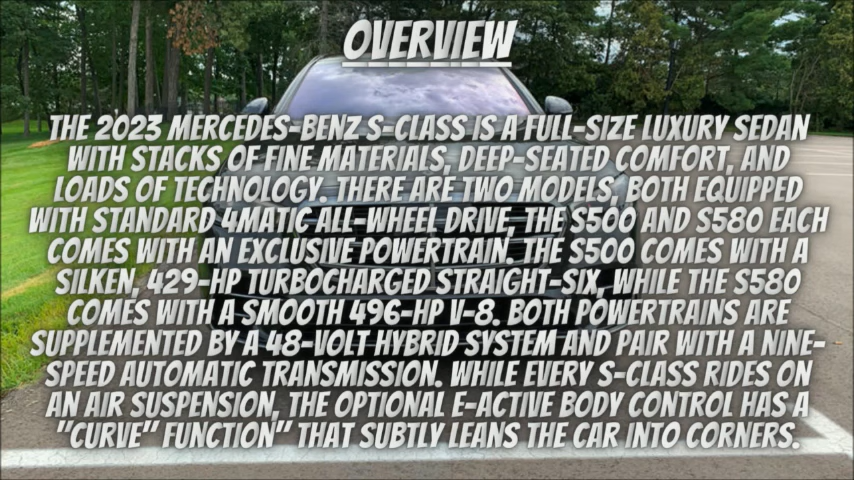 OVERVIEW
THE 2023 MERCEDES-BENZ S-CLASS IS A FULL-SIZE LUXURY SEDAN
WITH STACKS OF FINE MATERIALS, DEEP-SEATED COMFORT, AND
LOADS OF TECHNOLOGY. THERE ARE TWO MODELS, BOTH EQUIPPED
WITH STANDARD 4MATIC ALL-WHEEL DRIVE, THE S500 AND S580 EACH
COMES WITH AN EXCLUSIVE POWERTRAIN. THE S500 COMES WITH A
SILKEN, 429-HP TURBOCHARGED STRAIGHT-SIX, WHILE THE S580
COMES WITH A SMOOTH 496-HP V-8. BOTH POWERTRAINS ARE
SUPPLEMENTED BY A 48-VOLT HYBRID SYSTEM AND PAIR WITH A NINE-
SPEED AUTOMATIC TRANSMISSION. WHILE EVERY S-CLASS RIDES ON
AN AIR SUSPENSION, THE OPTIONAL E-ACTIVE BODY CONTROL HAS A
"CURVE" FUNCTION" THAT SUBTLY LEANS THE CAR INTO CORNERS.